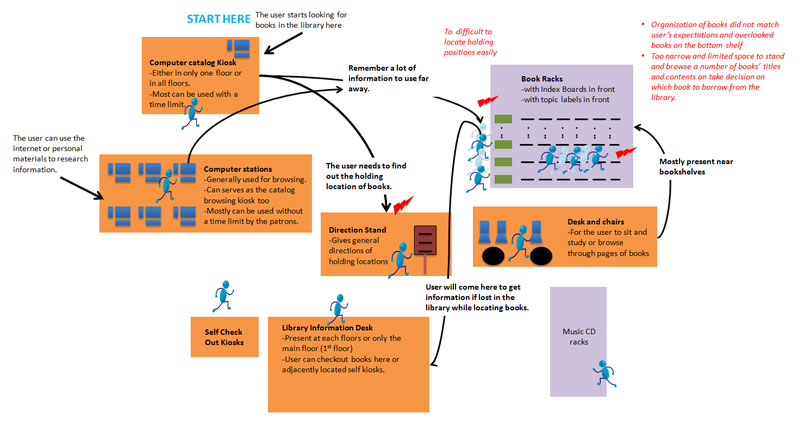 START HERE
The user starts looking for
books in the library here
Computer catalog Kiosk
-Either in only one floor or
in all floors.
-Most can be used with a
time limit.
Remember a lot of
information to use far
away.
To difficult to
locate holding
positions easily
• Organization of books did not match
user's expectations and overlooked
books on the bottom shelf
• Too narrow and limited space to stand
and browse a number of books' titles
and contents an take decision on
which book to borrow from the
library.
Book Racks
-with Index Boards in front
-with topic labels in front
The user can use the
internet or personal
materials to research
information.
Computer stations
-Generally used for browsing.
-Can serves as the catalog
browsing kiosk too
-Mostly can be used without
a time limit by the patrons.
The user needs to find
out the holding
location of books.
Mostly present near
bookshelves
Direction Stand
-Gives general
directions of
holding locations
Desk and chairs
-For the user to sit and
study or browse
through pages of books
User will come here to get
information if lost in the
library while locating books.
Self Check
Out Kiosks
Library Information Desk
-Present at each floors or only the
main floor (1st floor)
-User can checkout books here or
adjacently located self kiosks.
Music CD
racks